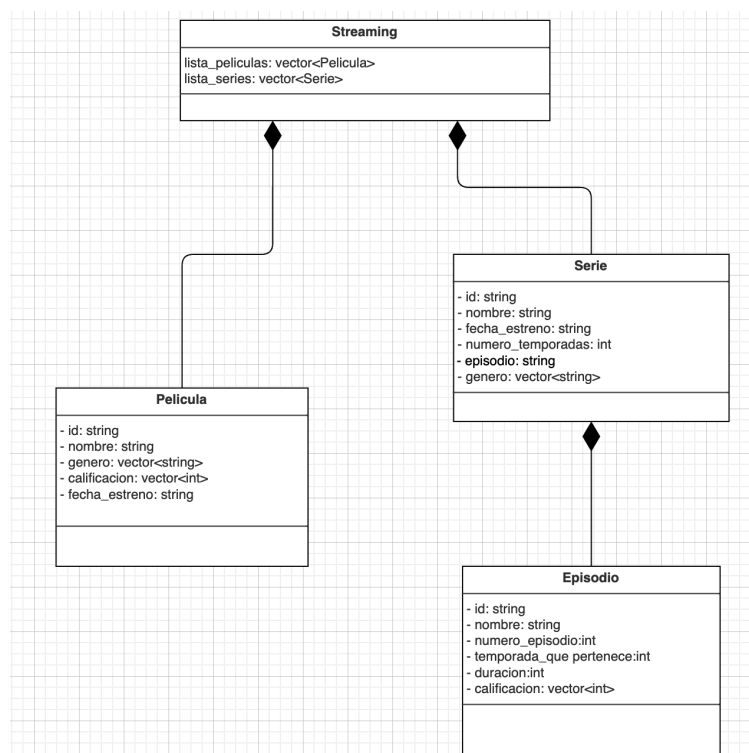 Streaming
lista_peliculas: vector<Pelicula>
lista_series: vector<Serie>
Serie
- id: string
- nombre: string
- fecha_estreno: string
- numero_temporadas: int
- episodio: string
- genero: vector<string>
Pelicula
- id: string
- nombre: string
- genero: vector<string>
- calificacion: vector<int>
- fecha_estreno: string
Episodio
- id: string
- nombre: string
- numero_episodio:int
- temporada_que pertenece:int
- duracion:int
- calificacion: vector<int>